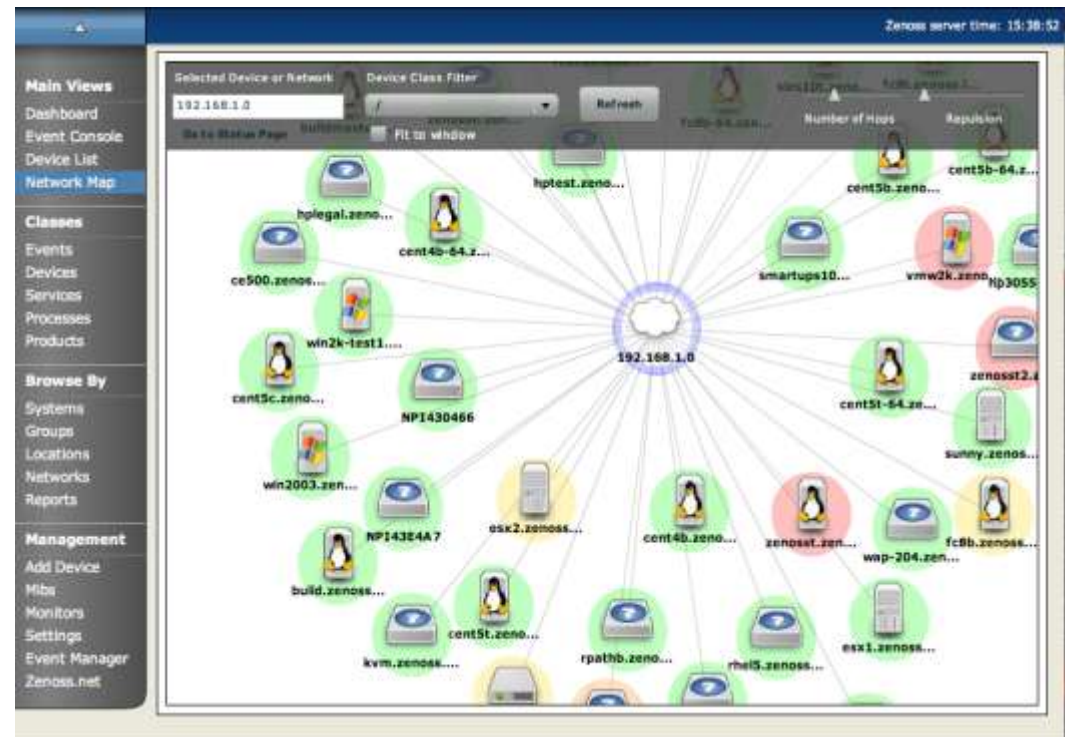 Zenoss server time: 15:38:52
Main Views
Dashboard
Event Console
Device List
Network Map
Classes
Events
Devices
Services
Processes
Products
Browse By
Systems
Groups
Locations
Networks
Reports
Management
Add Device
Mibs
Monitors
Settings
Event Manager
Zenoss.net
Selected Device or Network
Device Class Filter
192.168.1.0
/
Refresh
Go to Status Page
Fit to window
Number of Hops
Repulsion
hptest.zeno...
cent5b.zeno...
cent5b-64.z...
hplegal.zeno...
cent4b-64.z...
ce500.zenos...
smartups10...
vmw2k.zeno...
hp3055
win2k-test1....
192.168.1.0
zenosst2.z
cent5c.zeno...
NPI430466
cent5t-64.ze...
sunny.zenos...
win2003.zen...
NPI43E4A7
esx2.zenoss...
cent4b.zeno...
zenosst.zen...
wap-204.zen...
fc8b.zenoss...
build.zenoss...
kvm.zenoss....
cent5t.zeno...
rpathb.zeno...
rhel5.zenoss...
esx1.zenoss...